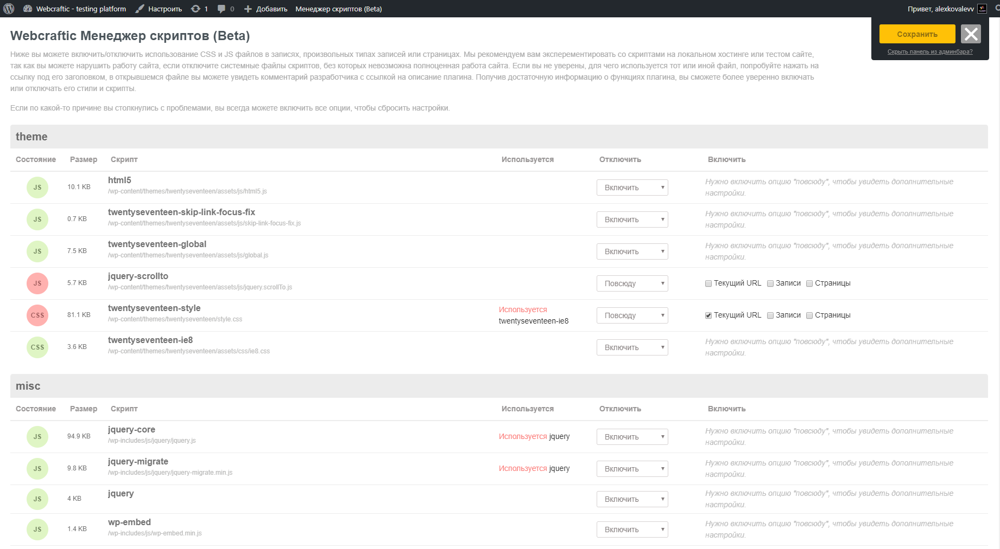 Webcraftic - testing platform Настроить 1 0 Добавить Менеджер скриптов (Beta) Привет, alexkovalevv
Сохранить
Скрыть панель из админбара?
Webcraftic Менеджер скриптов (Beta)
Ниже вы можете включить/отключить использование CSS и JS файлов в записях, произвольных типах записей или страницах. Мы рекомендуем вам эксперементировать со скриптами на локальном хостинге или тестом сайте,
так как вы можете нарушить работу сайта, если отключите системные файлы скриптов, без которых невозможна полноценная работа сайта. Если вы не уверены, для чего используется тот или иной файл, попробуйте нажать на
ссылку под его заголовком, в открывшемся файле вы можете увидеть комментарий разработчика с ссылкой на описание плагина. Получив достаточную информацию о функциях плагина, вы сможете более уверенно включать
или отключать его стили и скрипты.
Если по какой-то причине вы столкнулись с проблемами, вы всегда можете включить все опции, чтобы сбросить настройки.
theme
Состояние Размер Скрипт Используется Отключить Включить
JS 10.1 KB html5 Включить Нужно включить опцию "повсюду", чтобы увидеть дополнительные
/wp-content/themes/twentyseventeen/assets/js/html5.js настройки.
JS 0.7 KB twentyseventeen-skip-link-focus-fix Включить Нужно включить опцию "повсюду", чтобы увидеть дополнительные
/wp-content/themes/twentyseventeen/assets/js/skip-link-focus-fix.js настройки.
JS 7.5 KB twentyseventeen-global Включить Нужно включить опцию "повсюду", чтобы увидеть дополнительные
/wp-content/themes/twentyseventeen/assets/js/global.js настройки.
JS 5.7 KB jquery-scrollto Повсюду Текущий URL Записи Страницы
/wp-content/themes/twentyseventeen/assets/js/jquery.scrollTo.js
CSS 81.1 KB twentyseventeen-style Используется Повсюду Текущий URL Записи Страницы
/wp-content/themes/twentyseventeen/style.css twentyseventeen-ie8
CSS 3.6 KB twentyseventeen-ie8 Включить Нужно включить опцию "повсюду", чтобы увидеть дополнительные
/wp-content/themes/twentyseventeen/assets/css/ie8.css настройки.
misc
Состояние Размер Скрипт Используется Отключить Включить
JS 94.9 KB jquery-core Используется jquery Включить Нужно включить опцию "повсюду", чтобы увидеть дополнительные
/wp-includes/js/jquery/jquery.js настройки.
JS 9.8 KB jquery-migrate Используется jquery Включить Нужно включить опцию "повсюду", чтобы увидеть дополнительные
/wp-includes/js/jquery/jquery-migrate.min.js настройки.
JS 4 KB jquery Включить Нужно включить опцию "повсюду", чтобы увидеть дополнительные
настройки.
JS 1.4 KB wp-embed Включить Нужно включить опцию "повсюду", чтобы увидеть дополнительные
/wp-includes/js/wp-embed.min.js настройки.